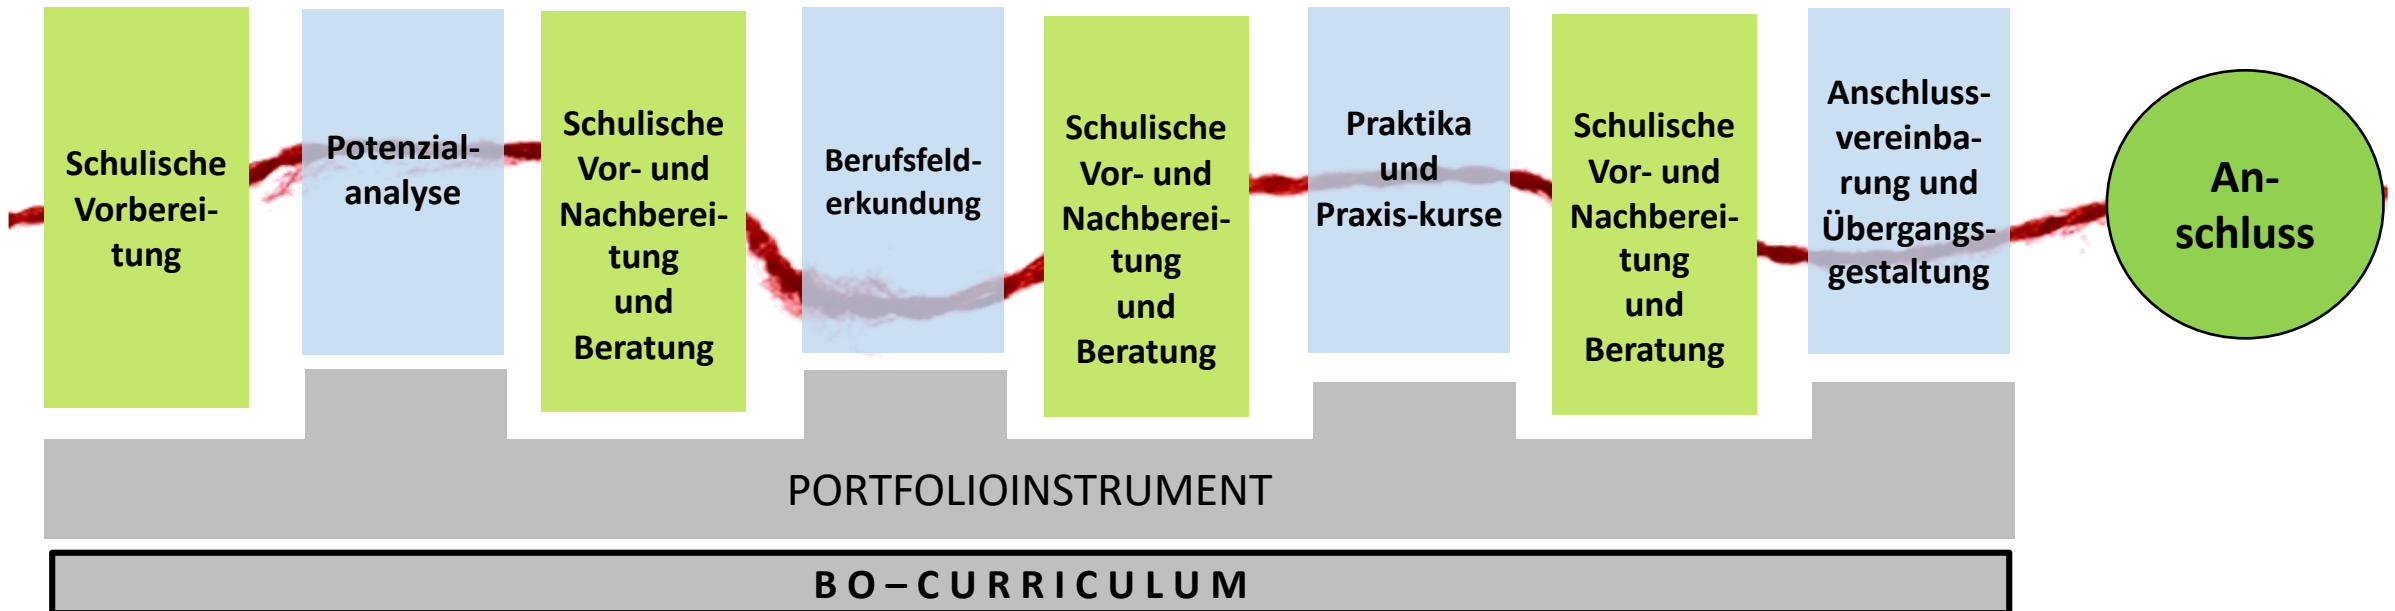 Schulische
Vorberei-
tung
Potenzial-
analyse
Schulische
Vor- und
Nachberei-
tung
und
Beratung
Berufsfeld-
erkundung
Schulische
Vor- und
Nachberei-
tung
und
Beratung
Praktika
und
Praxis-kurse
Schulische
Vor- und
Nachberei-
tung
und
Beratung
Anschluss-
vereinba-
rung und
Übergangs-
gestaltung
An-
schluss
PORTFOLIOINSTRUMENT
B O – C U R R I C U L U M